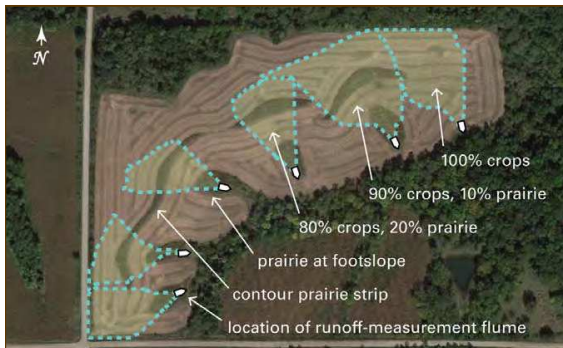 N
100% crops
90% crops, 10% prairie
80% crops, 20% prairie
prairie at footslope
contour prairie strip
location of runoff-measurement flume